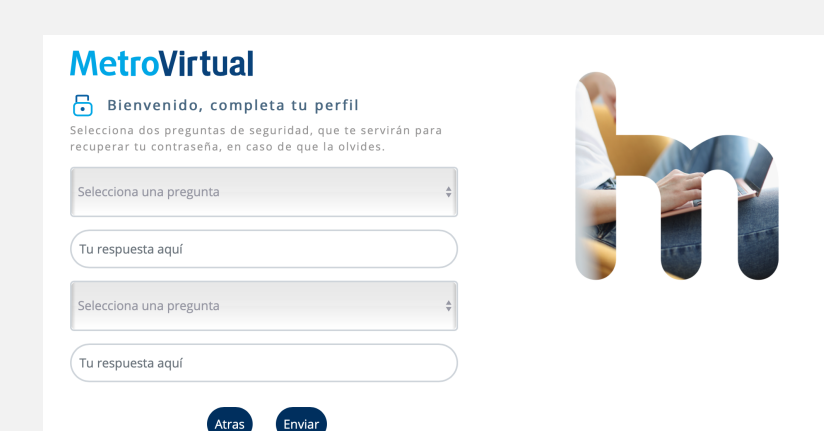 MetroVirtual
Bienvenido, completa tu perfil
Selecciona dos preguntas de seguridad, que te servirán para
recuperar tu contraseña, en caso de que la olvides.
Selecciona una pregunta
Tu respuesta aquí
Selecciona una pregunta
Tu respuesta aquí
Atras Enviar